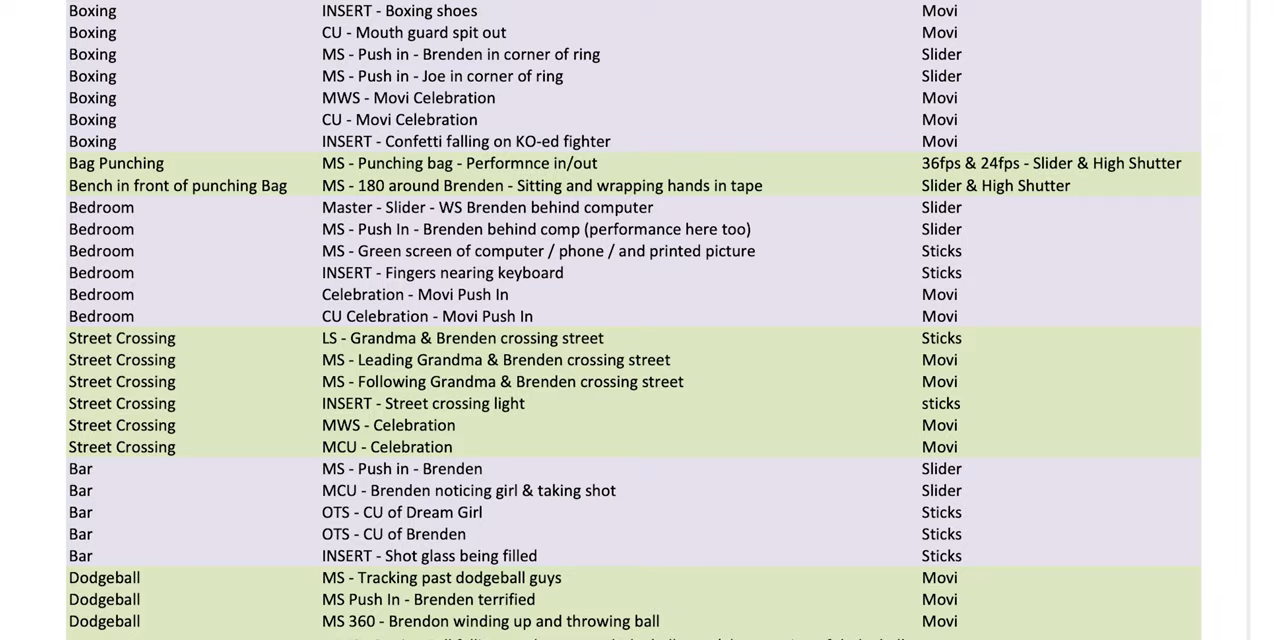 Boxing INSERT - Boxing shoes Movi
Boxing CU - Mouth guard spit out Movi
Boxing MS - Push in - Brenden in corner of ring Slider
Boxing MS - Push in - Joe in corner of ring Slider
Boxing MWS - Movi Celebration Movi
Boxing CU - Movi Celebration Movi
Boxing INSERT - Confetti falling on KO-ed fighter Movi
Bag Punching MS - Punching bag - Performnce in/out 36fps & 24fps - Slider & High Shutter
Bench in front of punching Bag MS - 180 around Brenden - Sitting and wrapping hands in tape Slider & High Shutter
Bedroom Master - Slider - WS Brenden behind computer Slider
Bedroom MS - Push In - Brenden behind comp (performance here too) Slider
Bedroom MS - Green screen of computer / phone / and printed picture Sticks
Bedroom INSERT - Fingers nearing keyboard Sticks
Bedroom Celebration - Movi Push In Movi
Bedroom CU Celebration - Movi Push In Movi
Street Crossing LS - Grandma & Brenden crossing street Sticks
Street Crossing MS - Leading Grandma & Brenden crossing street Movi
Street Crossing MS - Following Grandma & Brenden crossing street Movi
Street Crossing INSERT - Street crossing light sticks
Street Crossing MWS - Celebration Movi
Street Crossing MCU - Celebration Movi
Bar MS - Push in - Brenden Slider
Bar MCU - Brenden noticing girl & taking shot Slider
Bar OTS - CU of Dream Girl Sticks
Bar OTS - CU of Brenden Sticks
Bar INSERT - Shot glass being filled Sticks
Dodgeball MS - Tracking past dodgeball guys Movi
Dodgeball MS Push In - Brenden terrified Movi
Dodgeball MS 360 - Brendon winding up and throwing ball Movi